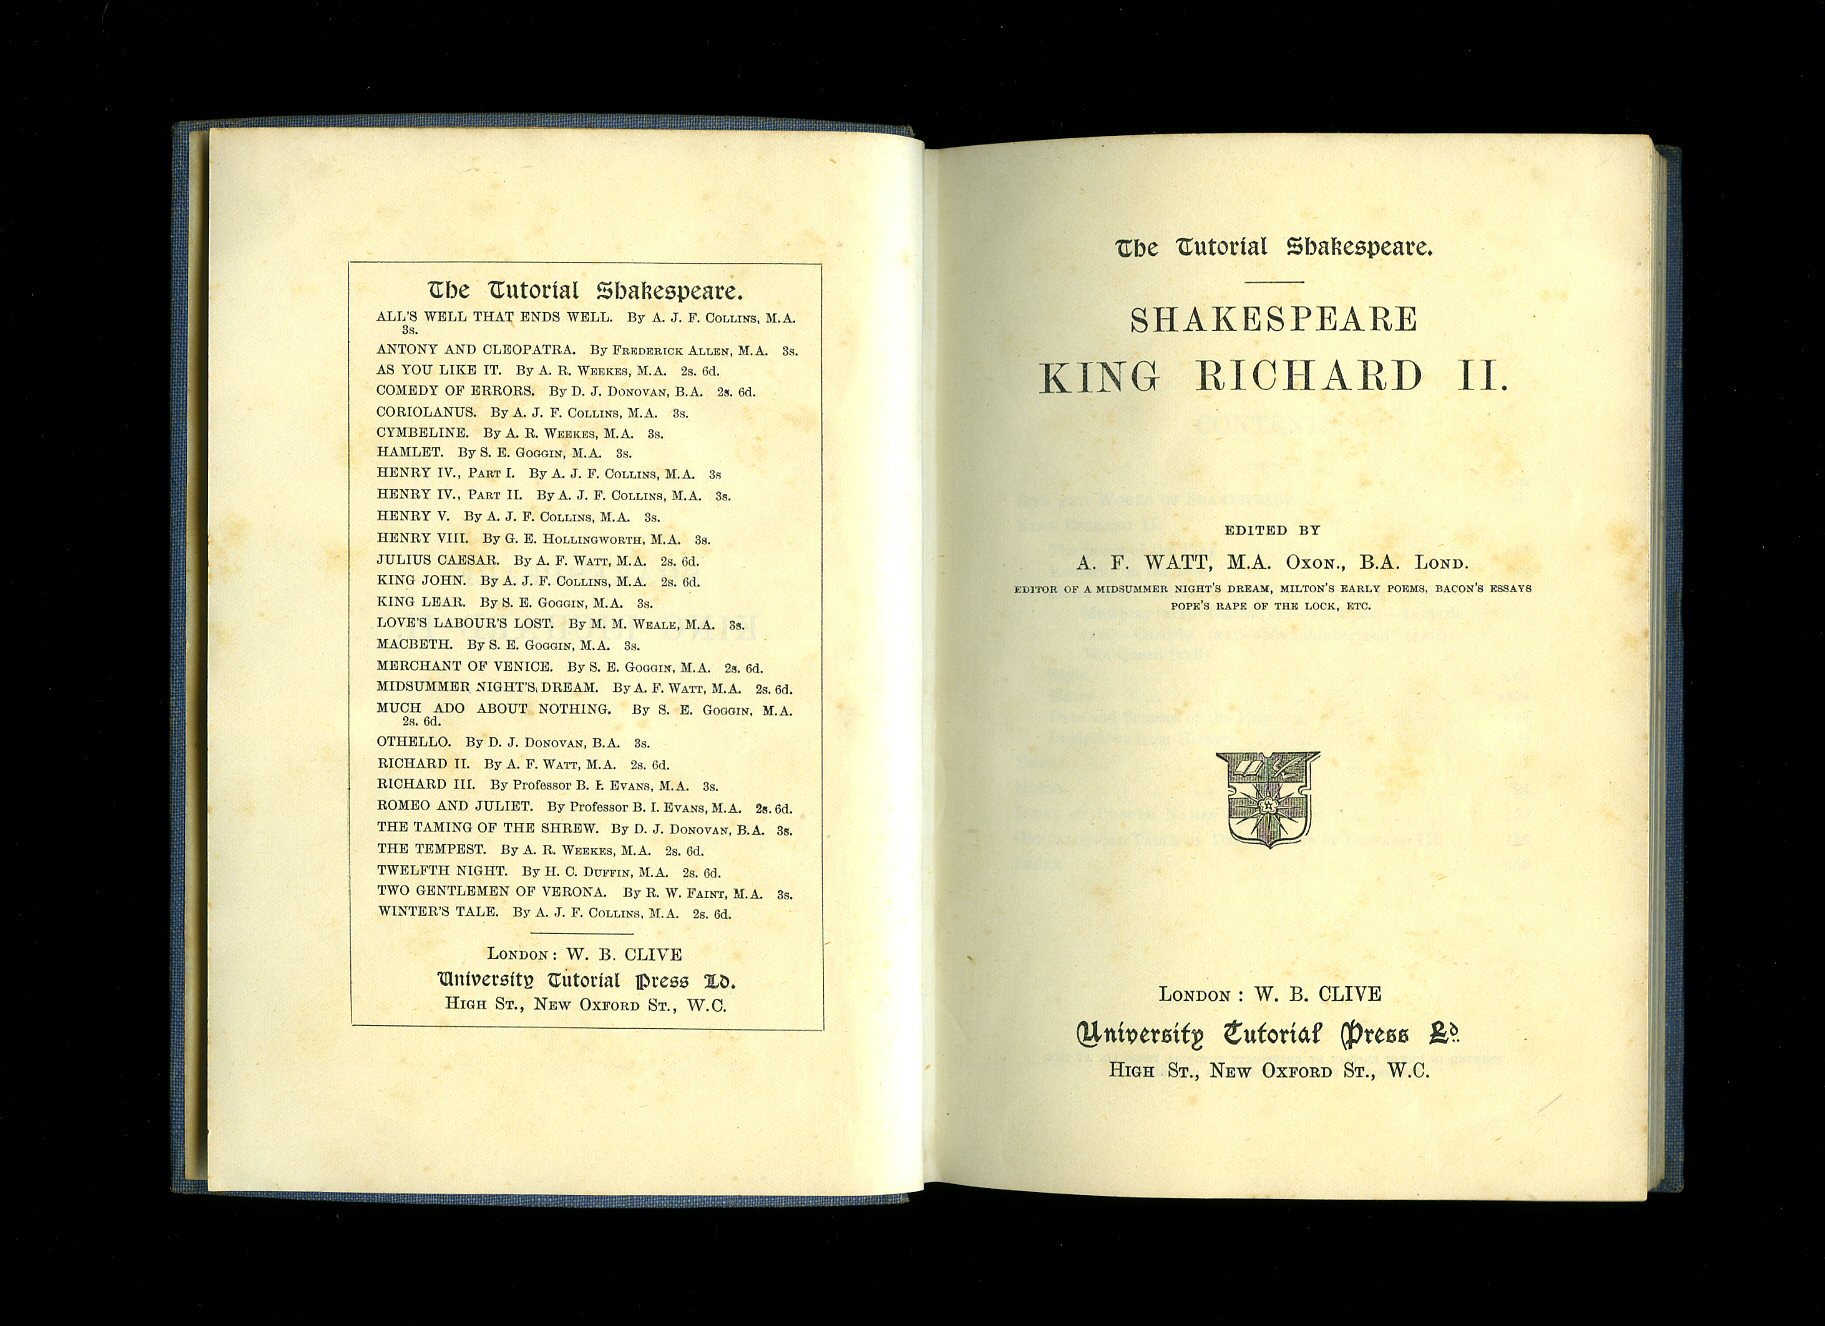 The Tutorial Shakespeare.
ALL'S WELL THAT ENDS WELL. By A. J. F. COLLINS, M.A.
3s.
ANTONY AND CLEOPATRA. By FREDERICK ALLEN, M.A. 3s.
AS YOU LIKE IT. By A. R. WEEKES, M.A. 2s. 6d.
COMEDY OF ERRORS. By D. J. DONOVAN, B.A. 2s. 6d.
CORIOLANUS. By A. J. F. COLLINS, M.A. 3s.
CYMBELINE. By A. R. WEEKES, M.A. 3s.
HAMLET. By S. E. GOGGIN, M.A. 3s.
HENRY IV., PART I. By A. J. F. COLLINS, M.A. 3s
HENRY IV., PART II. By A. J. F. COLLINS, M.A. 3s.
HENRY V. By A. J. F. COLLINS, M.A. 3s.
HENRY VIII. By G. E. HOLLINGWORTH, M.A. 3s.
JULIUS CAESAR. By A. F. WATT, M.A. 2s. 6d.
KING JOHN. By A. J. F. COLLINS, M.A. 2s. 6d.
KING LEAR. By S. E. GOGGIN, M.A. 3s.
LOVE'S LABOUR'S LOST. By M. M. WEALE, M.A. 3s.
MACBETH. By S. E. GOGGIN, M.A. 3s.
MERCHANT OF VENICE. By S. E. GOGGIN, M.A. 2s. 6d.
MIDSUMMER NIGHT'S DREAM. By A. F. WATT, M.A. 2s. 6d.
MUCH ADO ABOUT NOTHING. By S. E. GOGGIN, M.A.
2s. 6d.
OTHELLO. By D. J. DONOVAN, B.A. 3s.
RICHARD II. By A. F. WATT, M.A. 2s. 6d.
RICHARD III. By Professor B. I. EVANS, M.A. 3s.
ROMEO AND JULIET. By Professor B. I. EVANS, M.A. 2s. 6d.
THE TAMING OF THE SHREW. By D. J. DONOVAN, B.A. 3s.
THE TEMPEST. By A. R. WEEKES, M.A. 2s. 6d.
TWELFTH NIGHT. By H. C. DUFFIN, M.A. 2s. 6d.
TWO GENTLEMEN OF VERONA. By R. W. FAINT, M.A. 3s.
WINTER'S TALE. By A. J. F. COLLINS, M.A. 2s. 6d.
LONDON: W. B. CLIVE
University Tutorial Press Ld.
HIGH ST., NEW OXFORD ST., W.C.
The Tutorial Shakespeare.
SHAKESPEARE
KING RICHARD II.
EDITED BY
A. F. WATT, M.A. OXON., B.A. LOND.
EDITOR OF A MIDSUMMER NIGHT'S DREAM, MILTON'S EARLY POEMS, BACON'S ESSAYS
POPE'S RAPE OF THE LOCK, ETC.
LONDON: W. B. CLIVE
University Tutorial Press Ld.
HIGH ST., NEW OXFORD ST., W.C.